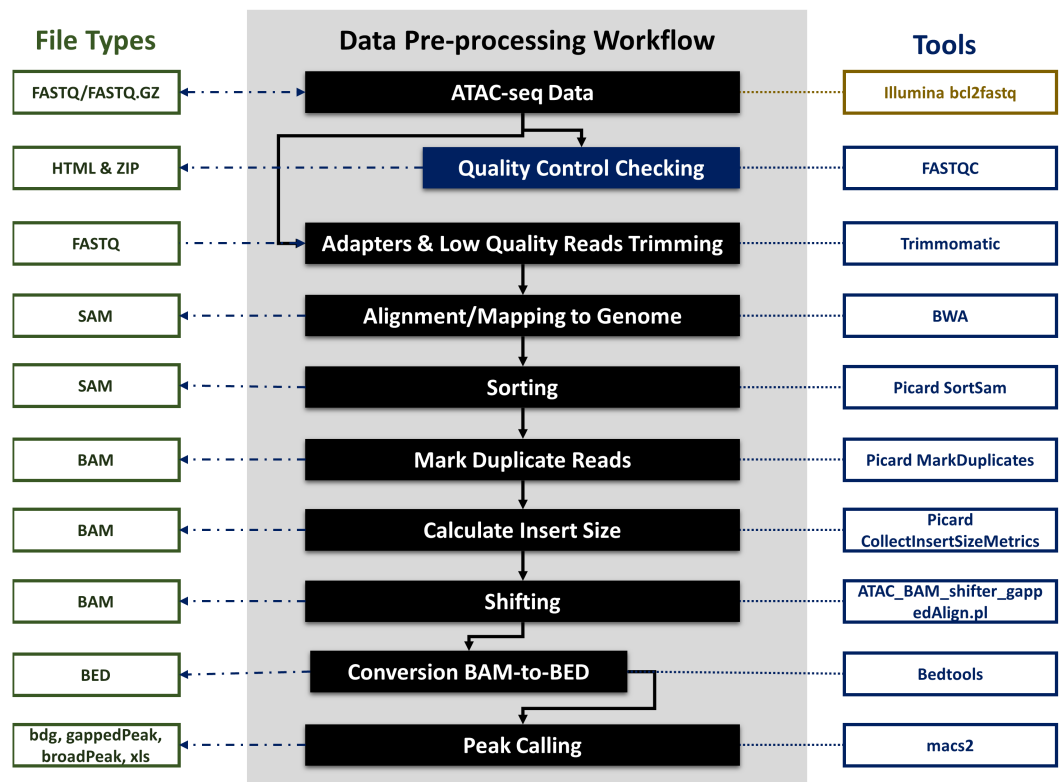 File Types
Data Pre-processing Workflow
Tools
FASTQ/FASTQ.GZ
ATAC-seq Data
Illumina bcl2fastq
HTML & ZIP
Quality Control Checking
FASTQC
FASTQ
Adapters & Low Quality Reads Trimming
Trimmomatic
SAM
Alignment/Mapping to Genome
BWA
SAM
Sorting
Picard SortSam
BAM
Mark Duplicate Reads
Picard MarkDuplicates
BAM
Calculate Insert Size
Picard
CollectInsertSizeMetrics
BAM
Shifting
ATAC_BAM_shifter_gapp
edAlign.pl
BED
Conversion BAM-to-BED
Bedtools
bdg, gappedPeak,
broadPeak, xls
Peak Calling
macs2